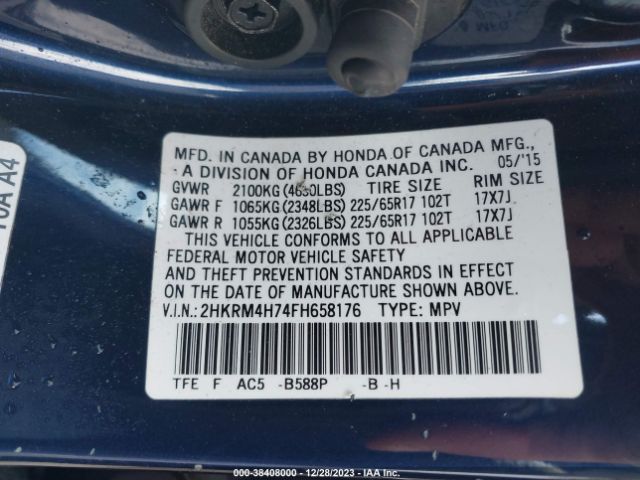 MFD. IN CANADA BY HONDA OF CANADA MFG.,
A DIVISION OF HONDA CANADA INC. 05/'15
GVWR 2100KG(4630LBS) TIRE SIZE RIM SIZE
GAWR F 1065KG(2348LBS) 225/65R17 102T 17X7J
GAWR R 1055KG(2326LBS) 225/65R17 102T 17X7J
THIS VEHICLE CONFORMS TO ALL APPLICABLE
FEDERAL MOTOR VEHICLE SAFETY
AND THEFT PREVENTION STANDARDS IN EFFECT
ON THE DATE OF MANUFACTURE SHOWN ABOVE.
V.I.N.: 2HKRM4H74FH658176 TYPE: MPV
TFE F AC5 -B588P -B -H
000-38408000 - 12/28/2023 - IAA Inc.